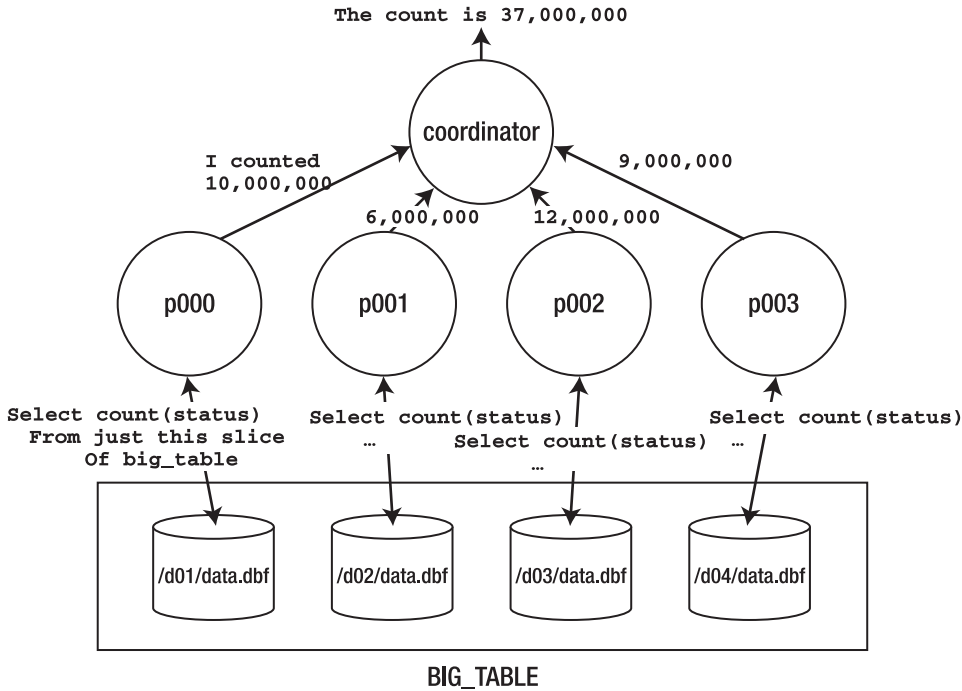 The count is 37,000,000
coordinator
I counted
10,000,000
9,000,000
6,000,000
12,000,000
p000
p001
p002
p003
Select count(status)
From just this slice
Of big_table
Select count(status)
…
Select count(status)
…
Select count(status)
…
/d01/data.dbf
/d02/data.dbf
/d03/data.dbf
/d04/data.dbf
BIG_TABLE